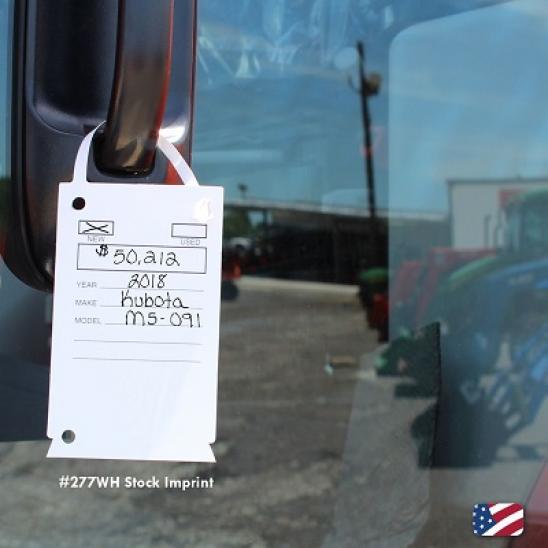 NEW USED
$ 50,212
YEAR 2018
MAKE Kubota
MODEL M5-091
#277WH Stock Imprint